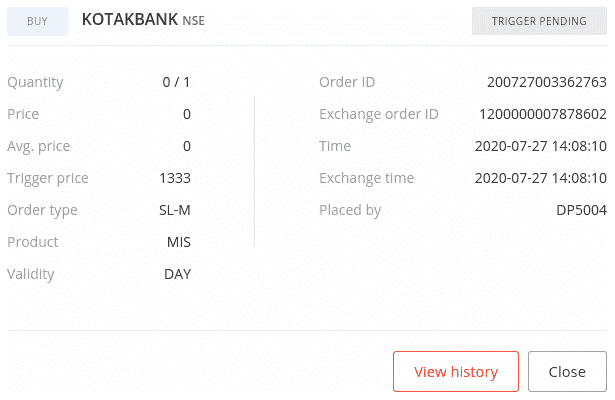 BUY KOTAKBANK NSE TRIGGER PENDING
Quantity 0 / 1
Price 0
Avg. price 0
Trigger price 1333
Order type SL-M
Product MIS
Validity DAY
Order ID 200727003362763
Exchange order ID 1200000007878602
Time 2020-07-27 14:08:10
Exchange time 2020-07-27 14:08:10
Placed by DP5004
View history Close